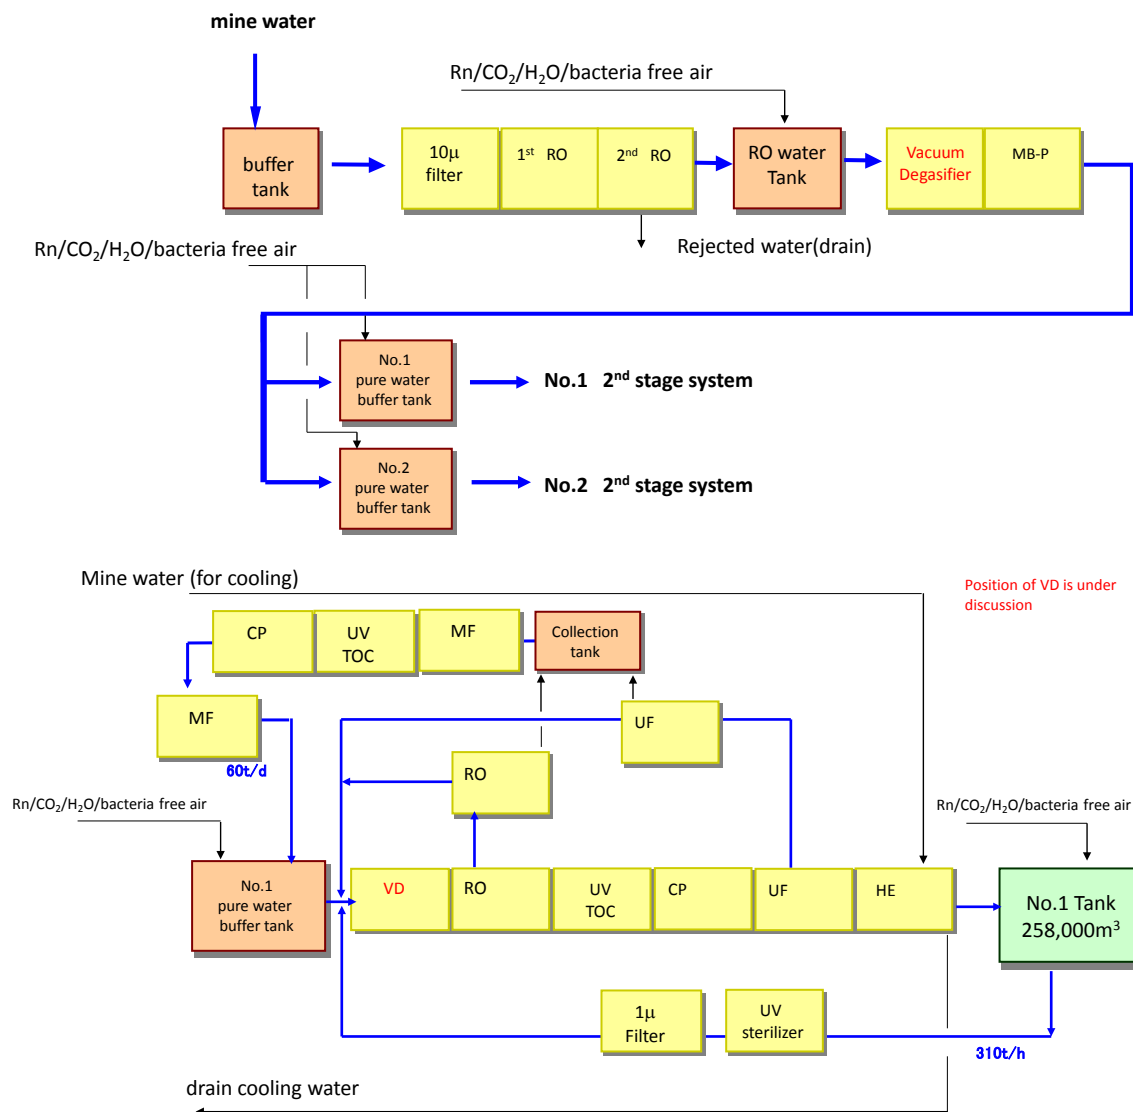 mine water
Rn/CO₂/H₂O/bacteria free air
buffer
tank
10μ
filter
1ˢᵗ RO
2ⁿᵈ RO
RO water
Tank
Vacuum
Degasifier
MB-P
Rejected water(drain)
Rn/CO₂/H₂O/bacteria free air
No.1
pure water
buffer tank
No.1 2ⁿᵈ stage system
No.2
pure water
buffer tank
No.2 2ⁿᵈ stage system
Mine water (for cooling)
Position of VD is under
discussion
CP
UV
TOC
MF
Collection
tank
MF
60t/d
UF
RO
Rn/CO₂/H₂O/bacteria free air
Rn/CO₂/H₂O/bacteria free air
No.1
pure water
buffer tank
VD
RO
UV
TOC
CP
UF
HE
No.1 Tank
258,000m³
1μ
Filter
UV
sterilizer
310t/h
drain cooling water